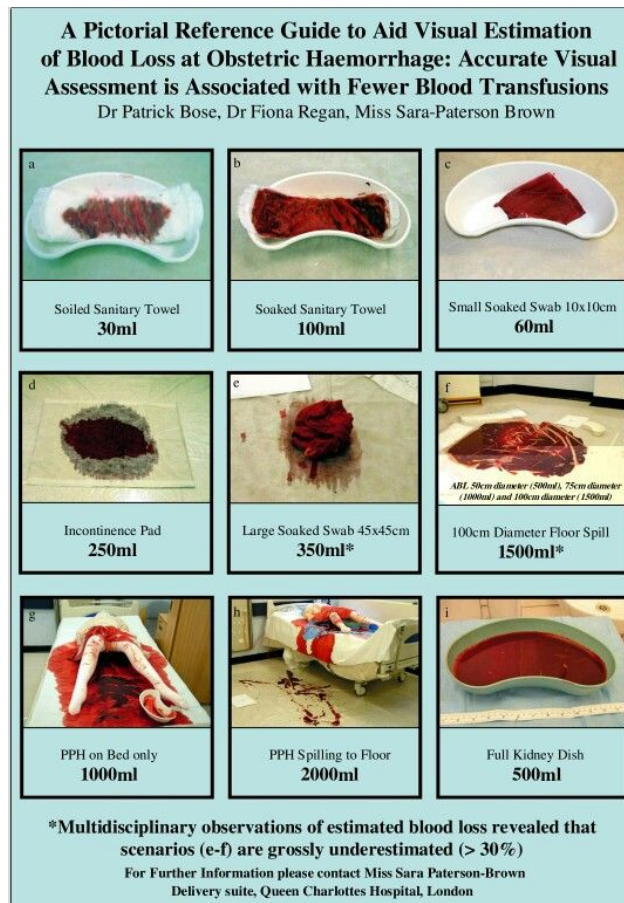 A Pictorial Reference Guide to Aid Visual Estimation
of Blood Loss at Obstetric Haemorrhage: Accurate Visual
Assessment is Associated with Fewer Blood Transfusions
Dr Patrick Bose, Dr Fiona Regan, Miss Sara-Paterson Brown
a
Soiled Sanitary Towel
30ml
b
Soaked Sanitary Towel
100ml
c
Small Soaked Swab 10x10cm
60ml
d
Incontinence Pad
250ml
e
Large Soaked Swab 45x45cm
350ml*
f
ABL 50cm diameter (500ml), 75cm diameter
(1000ml) and 100cm diameter (1500ml)
100cm Diameter Floor Spill
1500ml*
g
PPH on Bed only
1000ml
h
PPH Spilling to Floor
2000ml
i
Full Kidney Dish
500ml
*Multidisciplinary observations of estimated blood loss revealed that
scenarios (e-f) are grossly underestimated (> 30%)
For Further Information please contact Miss Sara Paterson-Brown
Delivery suite, Queen Charlottes Hospital, London